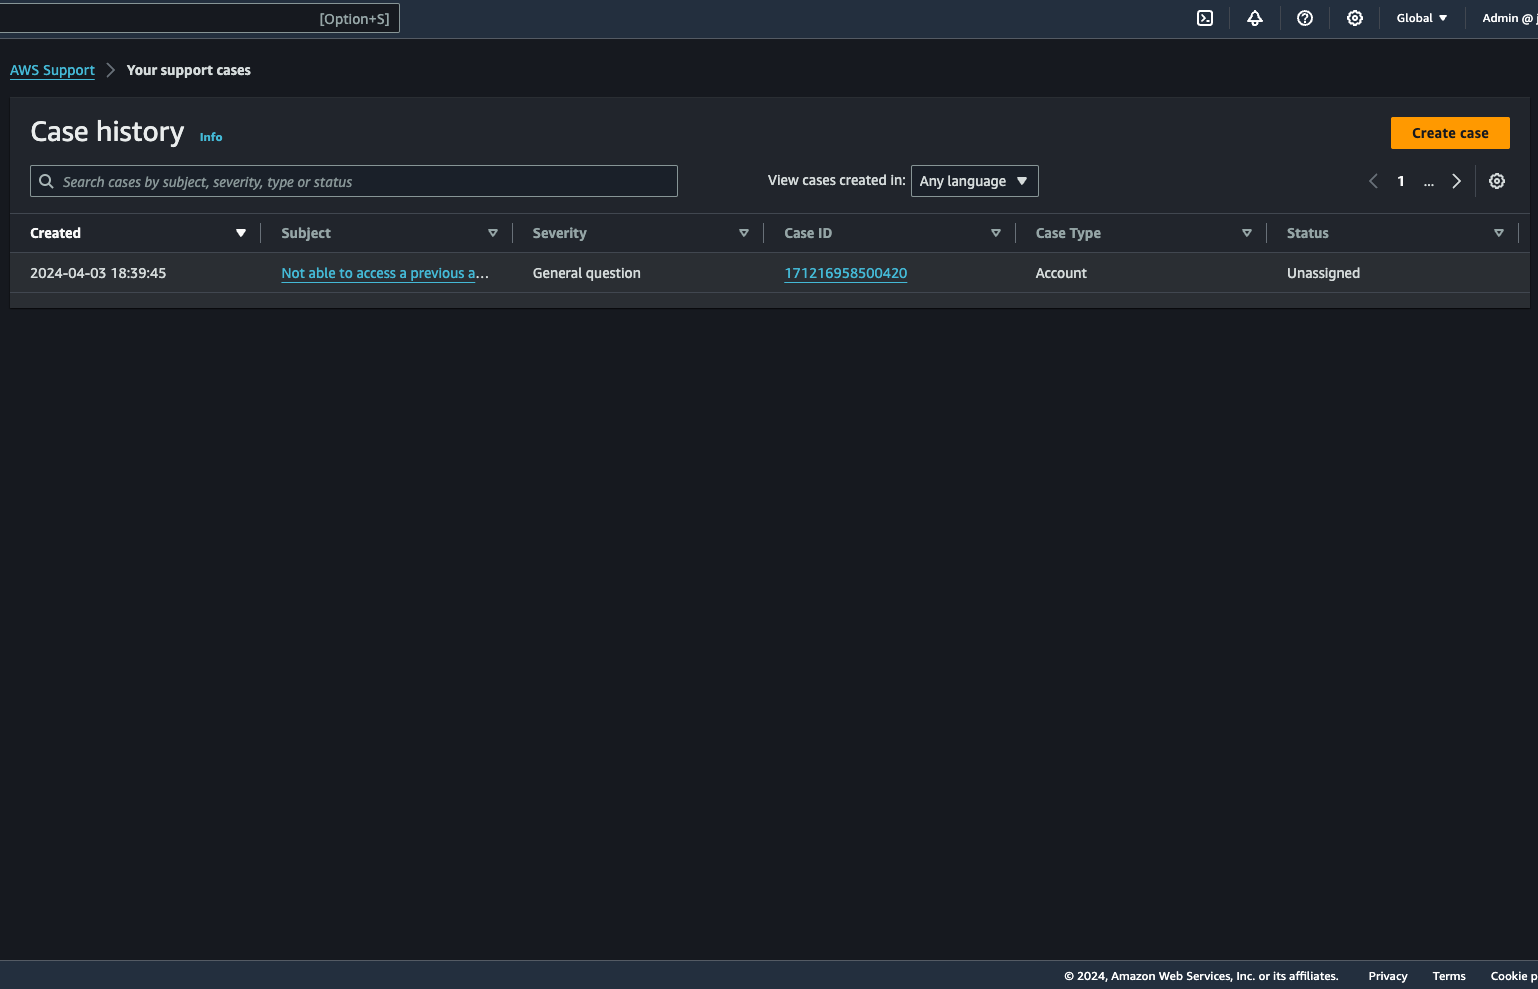 [Option+S] Global Admin @
AWS Support Your support cases
Case history Info Create case
Search cases by subject, severity, type or status View cases created in: Any language 1 ...
Created Subject Severity Case ID Case Type Status
2024-04-03 18:39:45 Not able to access a previous a... General question 171216958500420 Account Unassigned
© 2024, Amazon Web Services, Inc. or its affiliates. Privacy Terms Cookie p